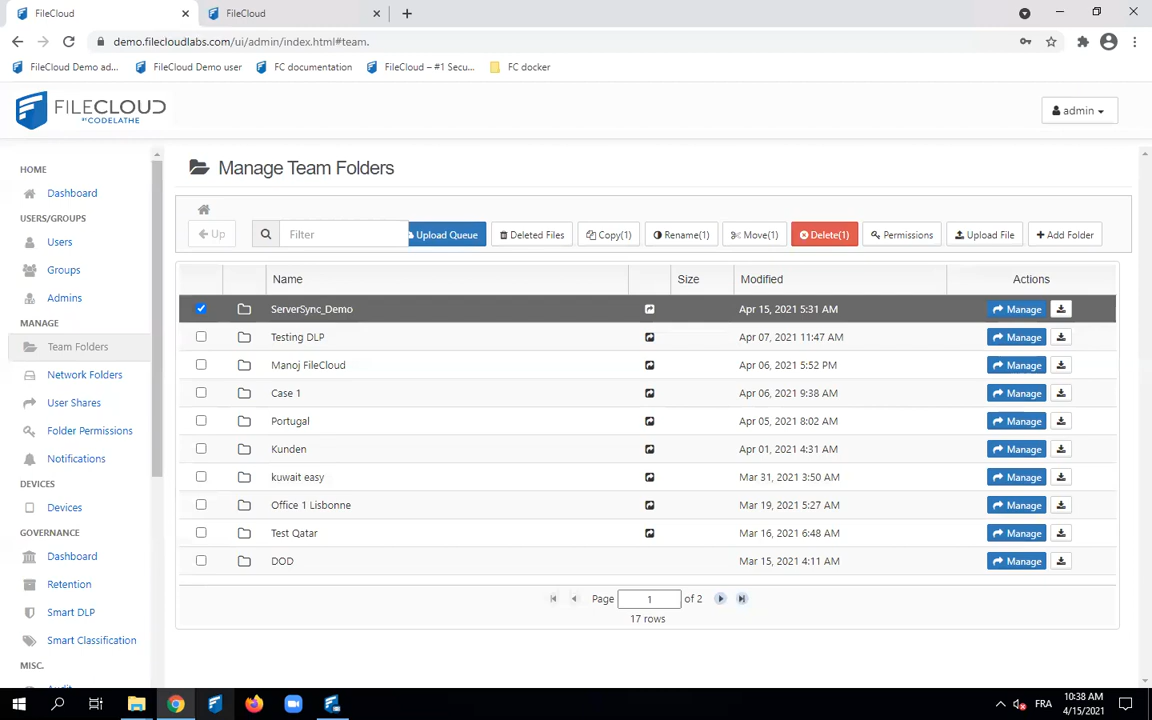 FileCloud
FileCloud
demo.filecloudlabs.com/ui/admin/index.html#team.
FileCloud Demo ad...
FileCloud Demo user
FC documentation
FileCloud – #1 Secu...
FC docker
FILECLOUD
BY CODELATHE
admin
HOME
Dashboard
USERS/GROUPS
Users
Groups
Admins
MANAGE
Team Folders
Network Folders
User Shares
Folder Permissions
Notifications
DEVICES
Devices
GOVERNANCE
Dashboard
Retention
Smart DLP
Smart Classification
MISC.
Audit
Manage Team Folders
Up Filter Upload Queue Deleted Files Copy(1) Rename(1) Move(1) Delete(1) Permissions Upload File Add Folder
Name Size Modified Actions
ServerSync_Demo Apr 15, 2021 5:31 AM Manage
Testing DLP Apr 07, 2021 11:47 AM Manage
Manoj FileCloud Apr 06, 2021 5:52 PM Manage
Case 1 Apr 06, 2021 9:38 AM Manage
Portugal Apr 05, 2021 8:02 AM Manage
Kunden Apr 01, 2021 4:31 AM Manage
kuwait easy Mar 31, 2021 3:50 AM Manage
Office 1 Lisbonne Mar 19, 2021 5:27 AM Manage
Test Qatar Mar 16, 2021 6:48 AM Manage
DOD Mar 15, 2021 4:11 AM Manage
Page 1 of 2
17 rows
FRA
10:38 AM
4/15/2021